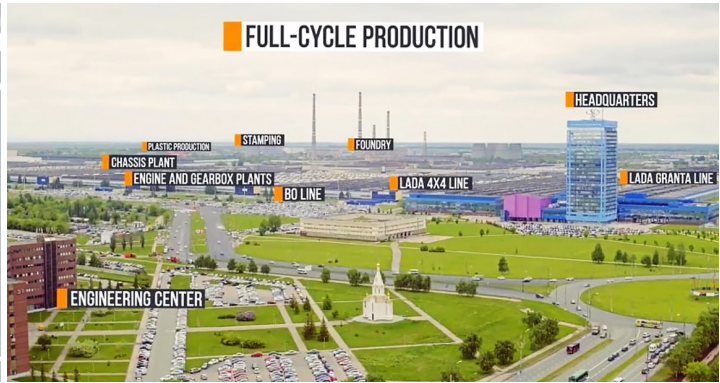 FULL-CYCLE PRODUCTION
HEADQUARTERS
STAMPING
PLASTIC PRODUCTION
FOUNDRY
CHASSIS PLANT
ENGINE AND GEARBOX PLANTS
LADA 4X4 LINE
LADA GRANTA LINE
BO LINE
ENGINEERING CENTER